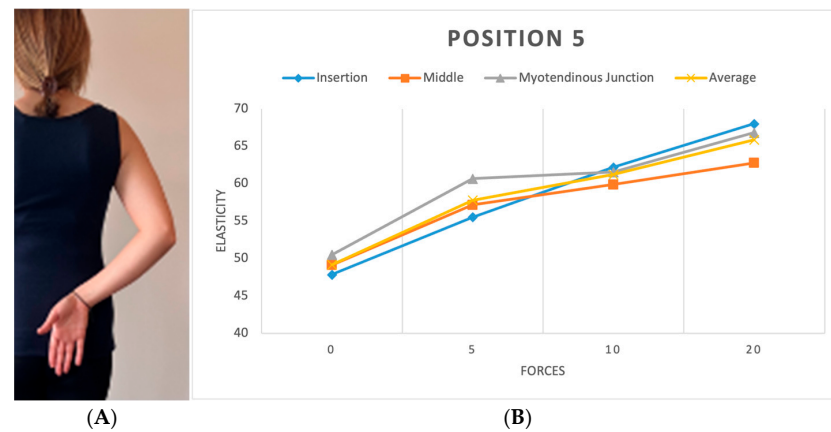 POSITION 5
Insertion Middle Myotendinous Junction Average
70
65
60
55
50
45
40
ELASTICITY
0 5 10 20
FORCES
(A) (B)